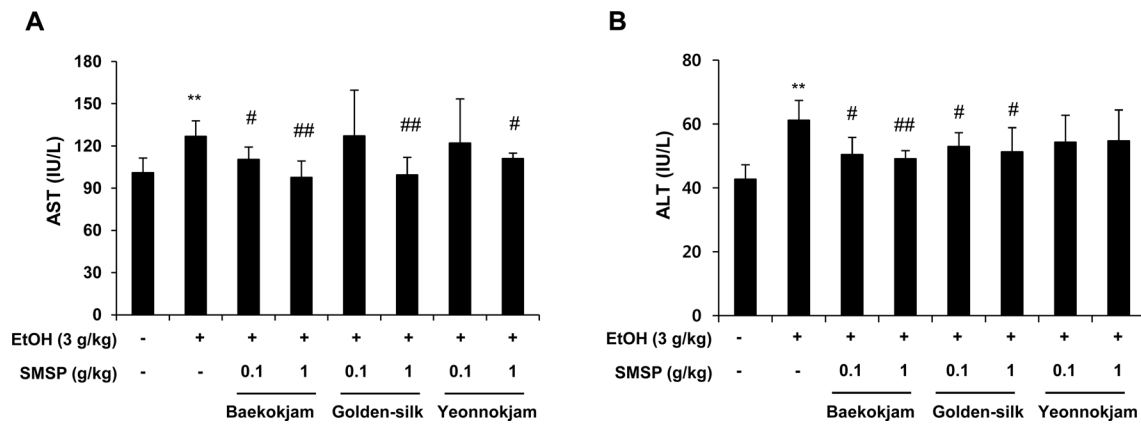 A
AST (IU/L)
180
150
120
90
60
30
0
** # ## ## #
EtOH (3 g/kg) - + + + + + + +
SMSP (g/kg) - - 0.1 1 0.1 1 0.1 1
Baekokjam Golden-silk Yeonnokjam
B
ALT (IU/L)
80
60
40
20
0
** # ## # #
EtOH (3 g/kg) - + + + + + + +
SMSP (g/kg) - - 0.1 1 0.1 1 0.1 1
Baekokjam Golden-silk Yeonnokjam